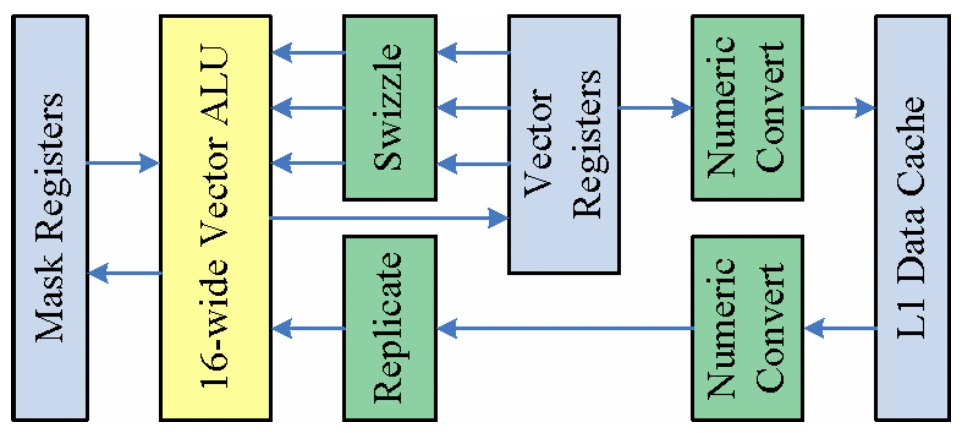 Mask Registers
16-wide Vector ALU
Swizzle
Replicate
Vector
Registers
Numeric
Convert
Numeric
Convert
L1 Data Cache